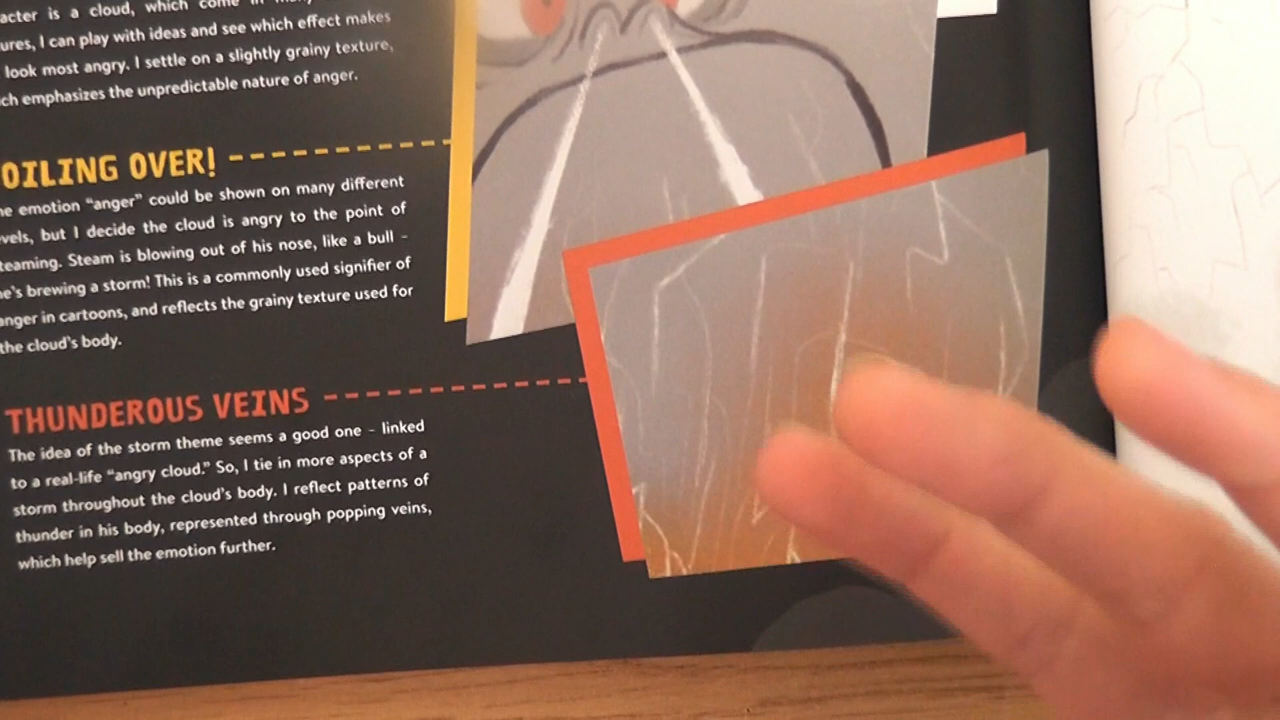 acter is a cloud, which come in many
ures, I can play with ideas and see which effect makes
look most angry. I settle on a slightly grainy texture,
ch emphasizes the unpredictable nature of anger.
OILING OVER!
he emotion “anger” could be shown on many different
vels, but I decide the cloud is angry to the point of
teaming. Steam is blowing out of his nose, like a bull –
he's brewing a storm! This is a commonly used signifier of
anger in cartoons, and reflects the grainy texture used for
the cloud's body.
THUNDEROUS VEINS
The idea of the storm theme seems a good one – linked
to a real-life “angry cloud.” So, I tie in more aspects of a
storm throughout the cloud's body. I reflect patterns of
thunder in his body, represented through popping veins,
which help sell the emotion further.